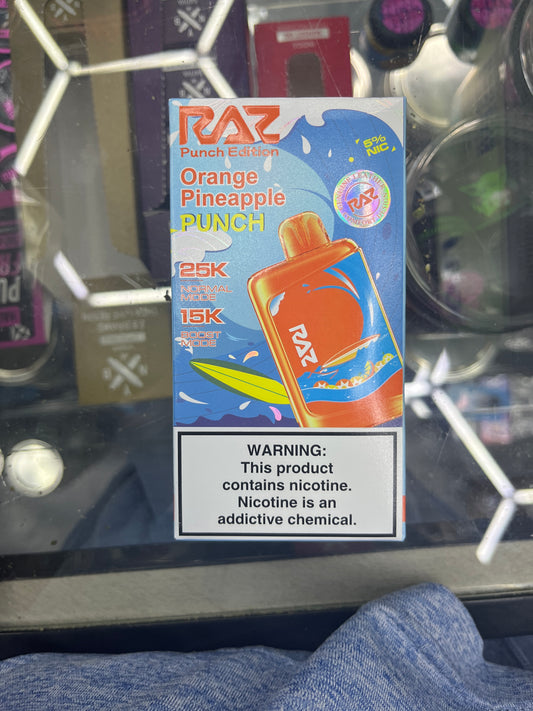 RAZ
Punch Edition
Orange
Pineapple
PUNCH
5%
NIC
RAZ
25K
NORMAL
MODE
15K
BOOST
MODE
RAZ
WARNING:
This product
contains nicotine.
Nicotine is an
addictive chemical.